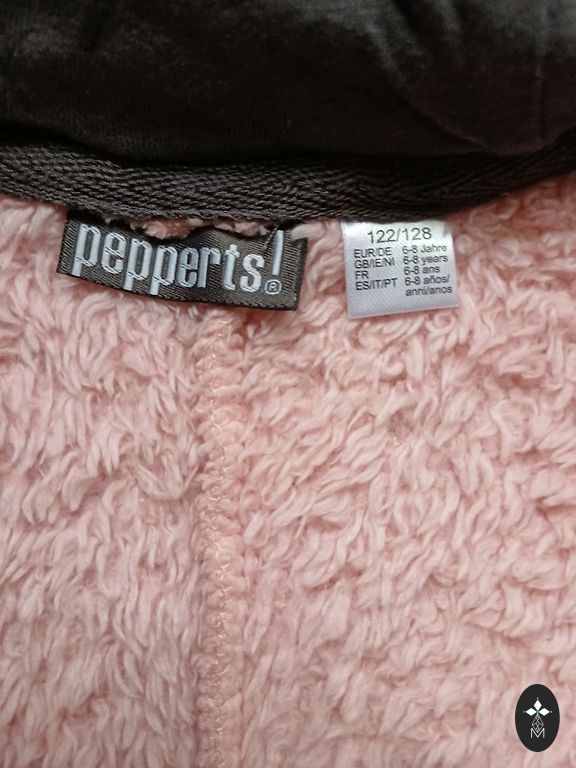 pepperts!®
122/128
EUR/DE 6-8 Jahre
GB/IE/NI 6-8 years
FR 6-8 ans
ES/IT/PT 6-8 años/
anni/anos
M